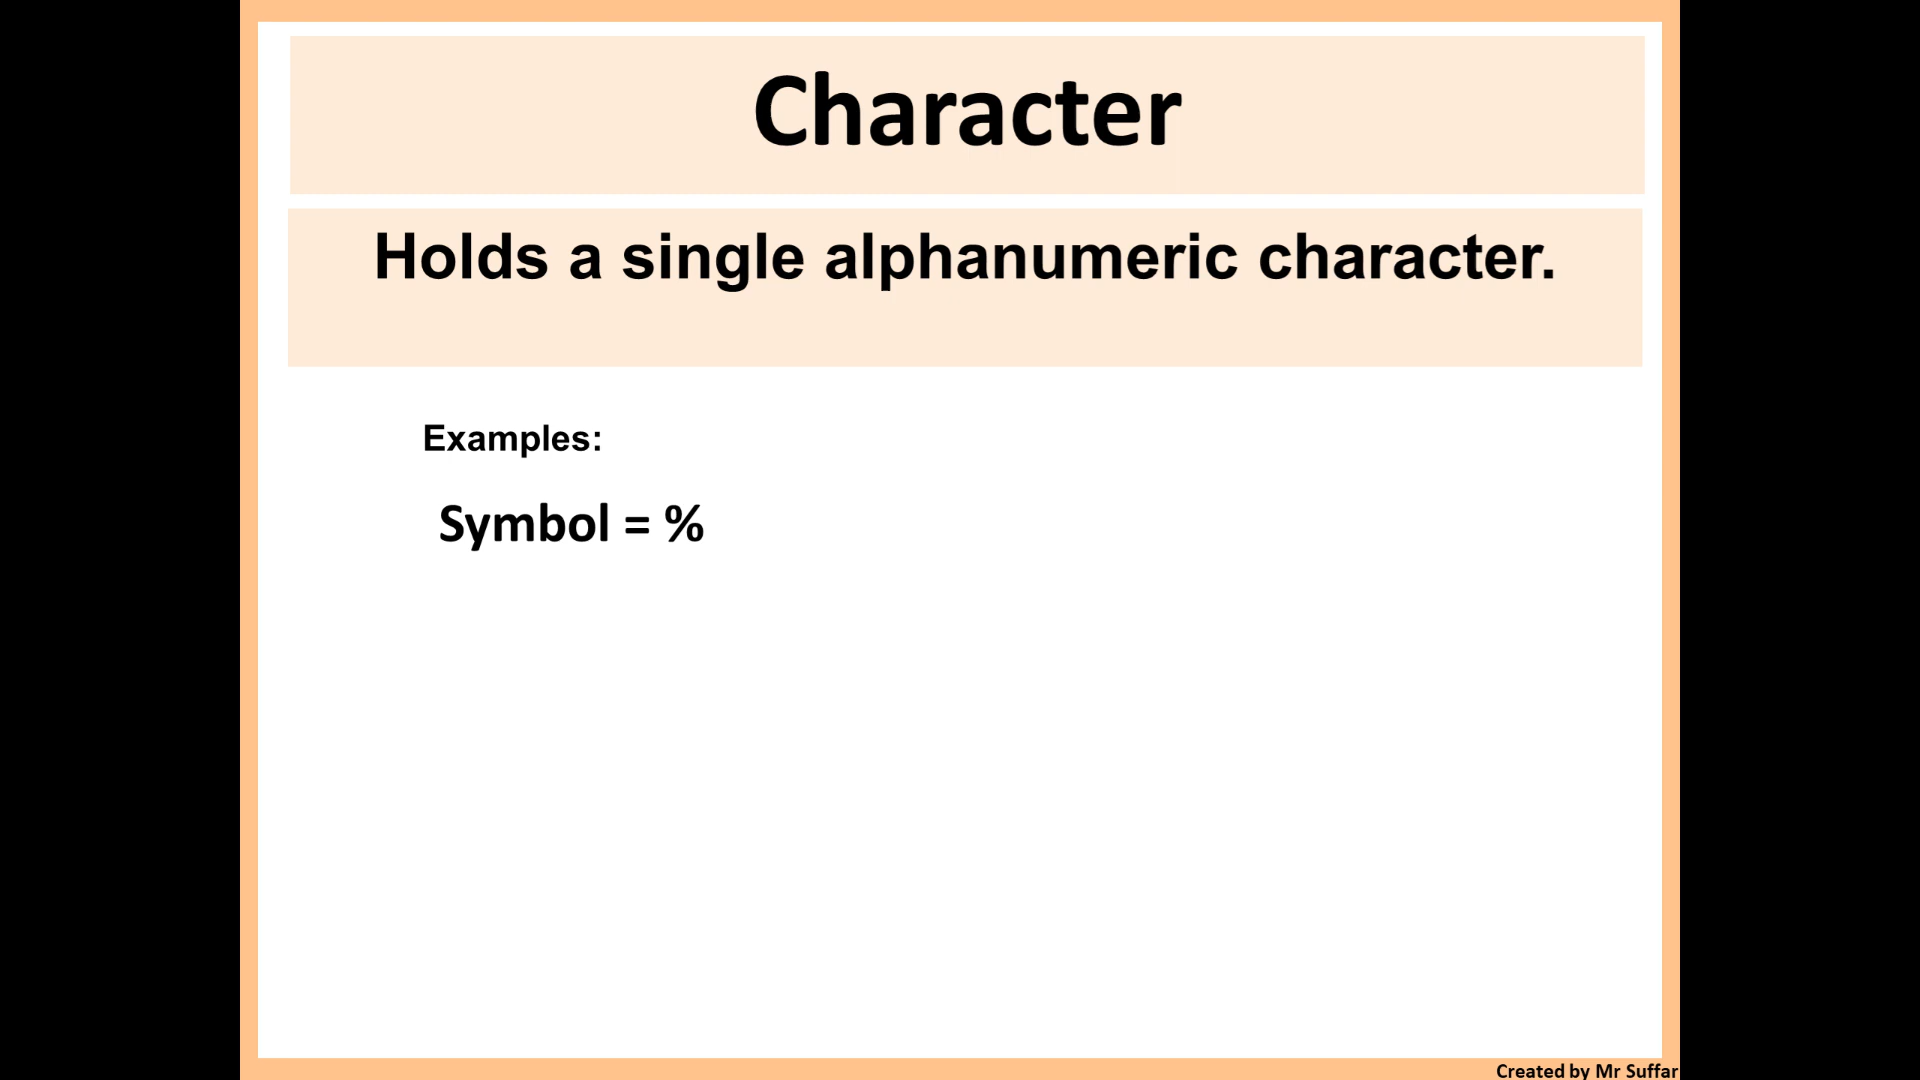 Character
Holds a single alphanumeric character.
Examples:
Symbol = %
Created by Mr Suffar